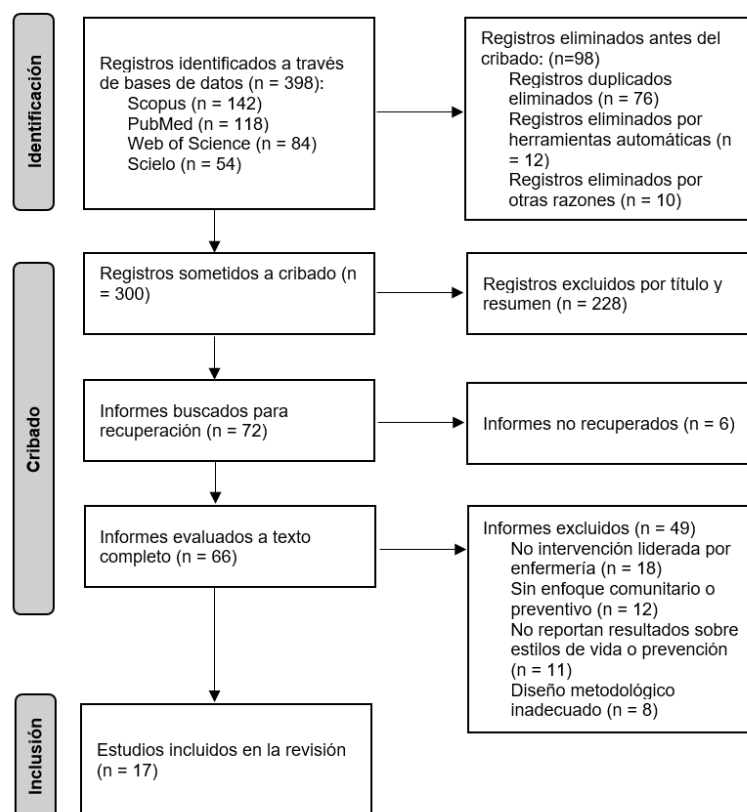 Identificación
Registros identificados a través
de bases de datos (n = 398):
Scopus (n = 142)
PubMed (n = 118)
Web of Science (n = 84)
Scielo (n = 54)
Registros eliminados antes del
cribado: (n=98)
Registros duplicados
eliminados (n = 76)
Registros eliminados por
herramientas automáticas (n
= 12)
Registros eliminados por
otras razones (n = 10)
Cribado
Registros sometidos a cribado (n
= 300)
Registros excluidos por título y
resumen (n = 228)
Informes buscados para
recuperación (n = 72)
Informes no recuperados (n = 6)
Informes evaluados a texto
completo (n = 66)
Informes excluidos (n = 49)
No intervención liderada por
enfermería (n = 18)
Sin enfoque comunitario o
preventivo (n = 12)
No reportan resultados sobre
estilos de vida o prevención
(n = 11)
Diseño metodológico
inadecuado (n = 8)
Inclusión
Estudios incluidos en la revisión
(n = 17)